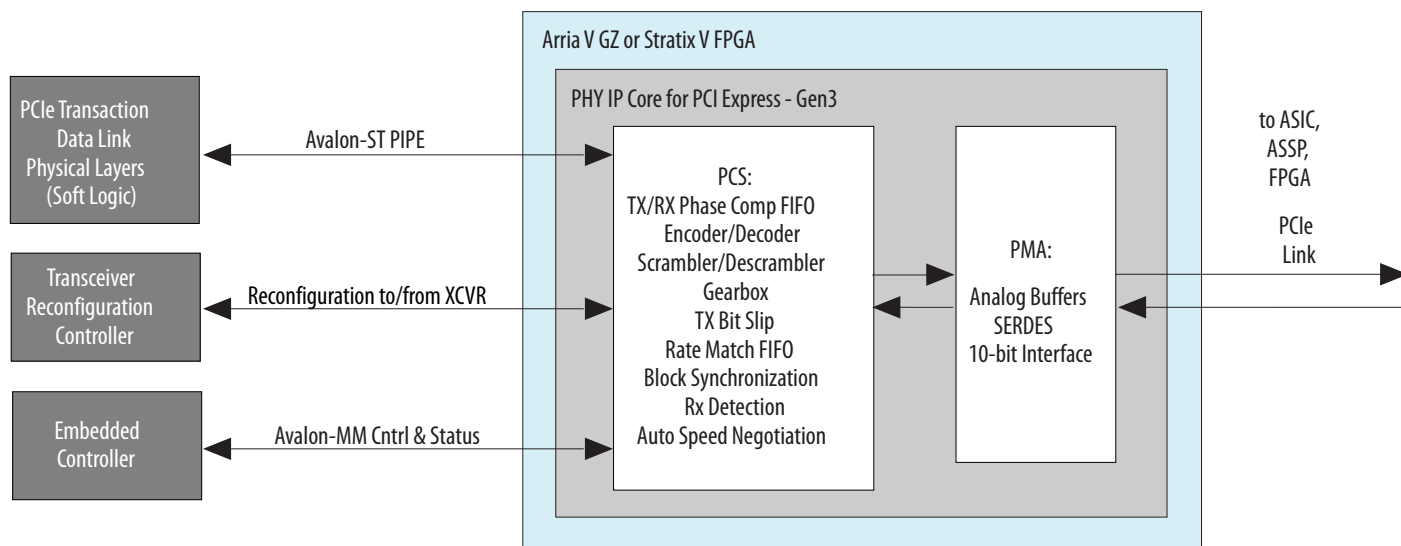 Arria V GZ or Stratix V FPGA
PHY IP Core for PCI Express - Gen3
PCIe Transaction
Data Link
Physical Layers
(Soft Logic)
Avalon-ST PIPE
Transceiver
Reconfiguration
Controller
Reconfiguration to/from XCVR
Embedded
Controller
Avalon-MM Cntrl & Status
PCS:
TX/RX Phase Comp FIFO
Encoder/Decoder
Scrambler/Descrambler
Gearbox
TX Bit Slip
Rate Match FIFO
Block Synchronization
Rx Detection
Auto Speed Negotiation
PMA:
Analog Buffers
SERDES
10-bit Interface
to ASIC,
ASSP,
FPGA
PCIe
Link